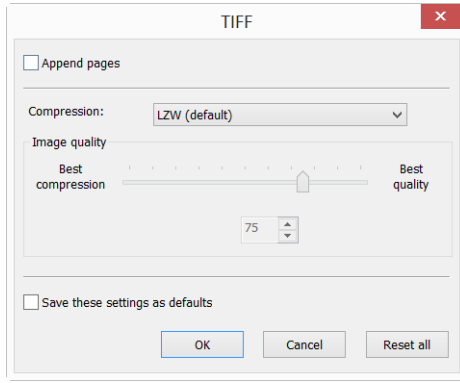 TIFF
Append pages
Compression:
LZW (default)
Image quality
Best compression
Best quality
75
Save these settings as defaults
OK
Cancel
Reset all